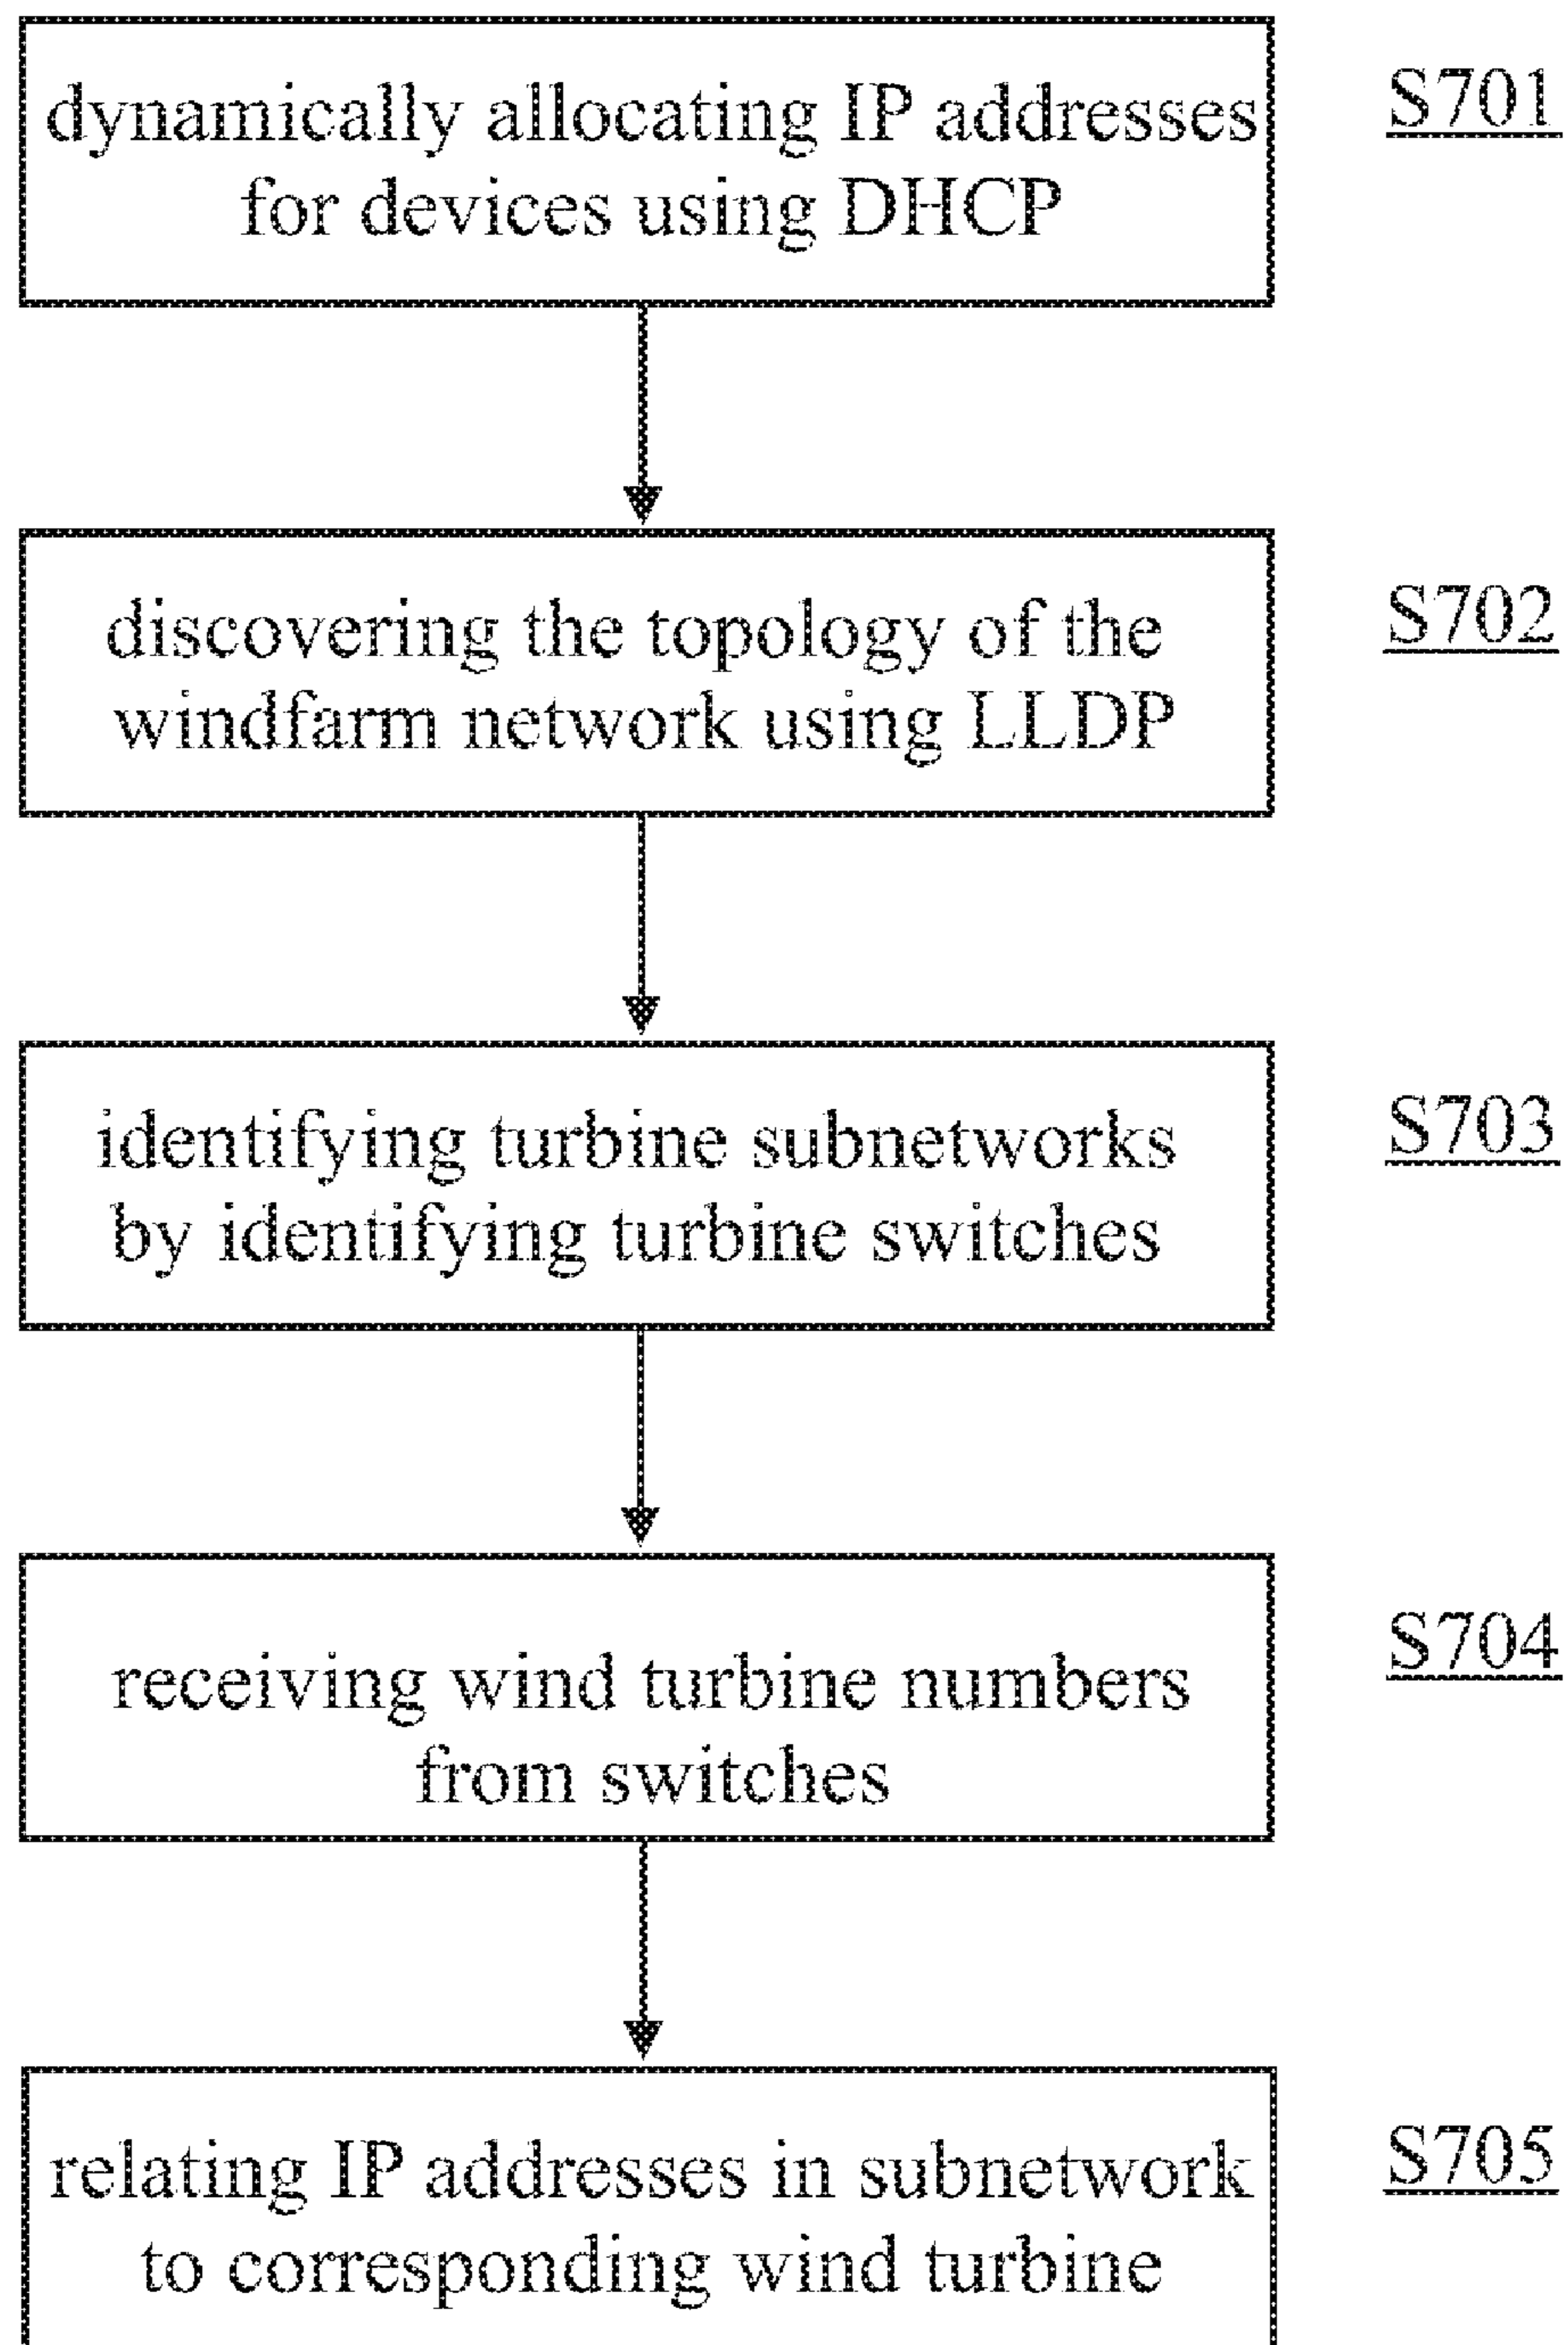 dynamically allocating IP addresses
for devices using DHCP
S701
discovering the topology of the
windfarm network using LLDP
S702
identifying turbine subnetworks
by identifying turbine switches
S703
receiving wind turbine numbers
from switches
S704
relating IP addresses in subnetwork
to corresponding wind turbine
S705